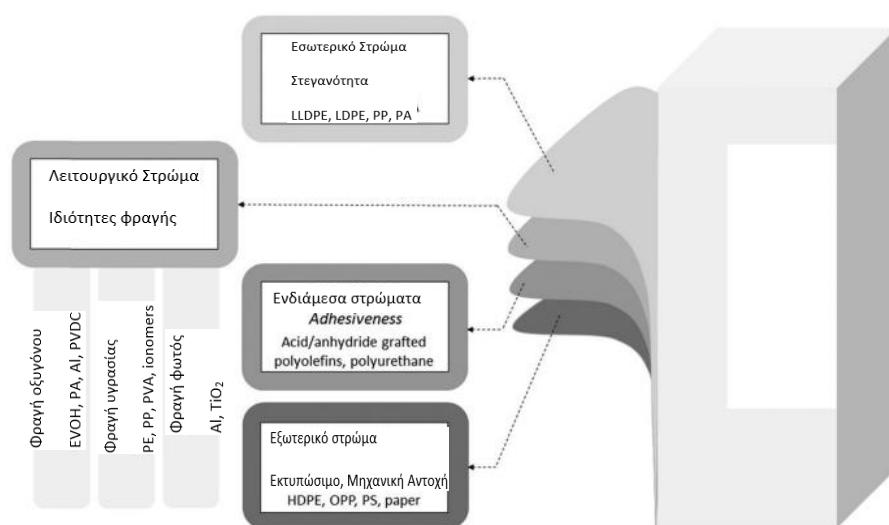 Εσωτερικό Στρώμα
Στεγανότητα
LLDPE, LDPE, PP, PA
Λειτουργικό Στρώμα
Ιδιότητες φραγής
Φραγή οξυγόνου
EVOH, PA, Al, PVDC
Φραγή υγρασίας
PE, PP, PVA, ionomers
Φραγή φωτός
Al, TiO₂
Ενδιάμεσα στρώματα
Adhesiveness
Acid/anhydride grafted
polyolefins, polyurethane
Εξωτερικό στρώμα
Εκτυπώσιμο, Μηχανική Αντοχή
HDPE, OPP, PS, paper